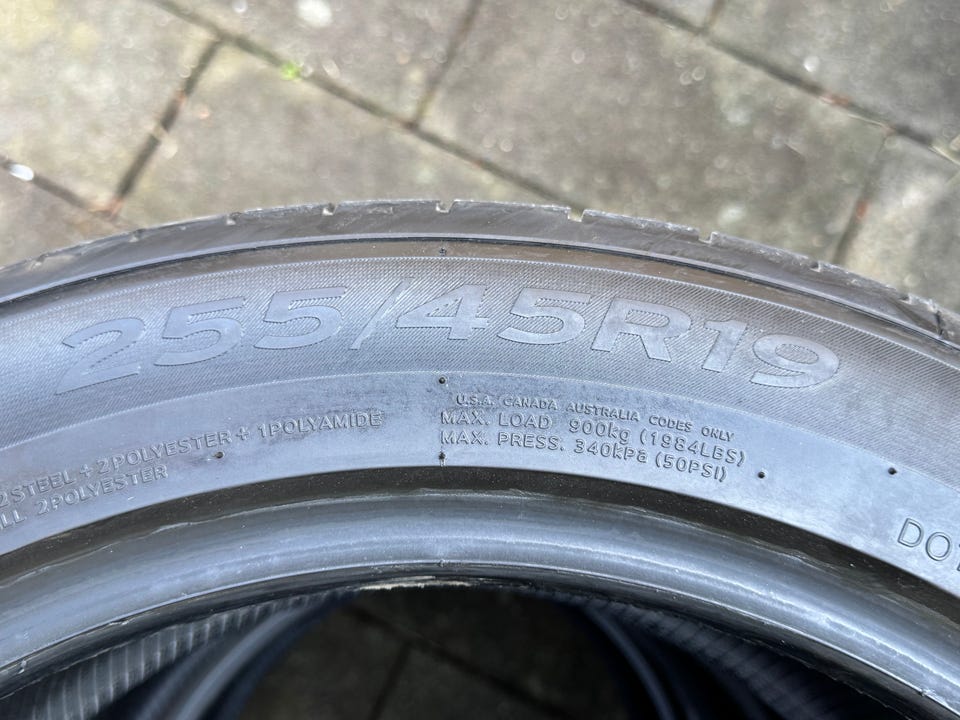 255/45R19
2STEEL + 2POLYESTER + 1POLYAMIDE
2POLYESTER
U.S.A. CANADA AUSTRALIA CODES ONLY
MAX. LOAD 900kg (1984LBS)
MAX. PRESS. 340kPa (50PSI)